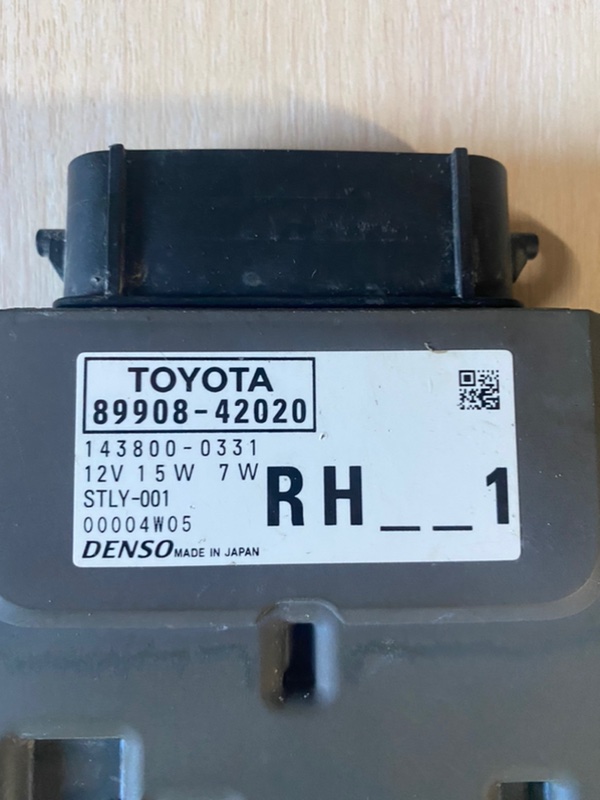 TOYOTA
89908-42020
143800-0331
12V 15W 7W
STLY-001
00004W05
RH__1
DENSO MADE IN JAPAN